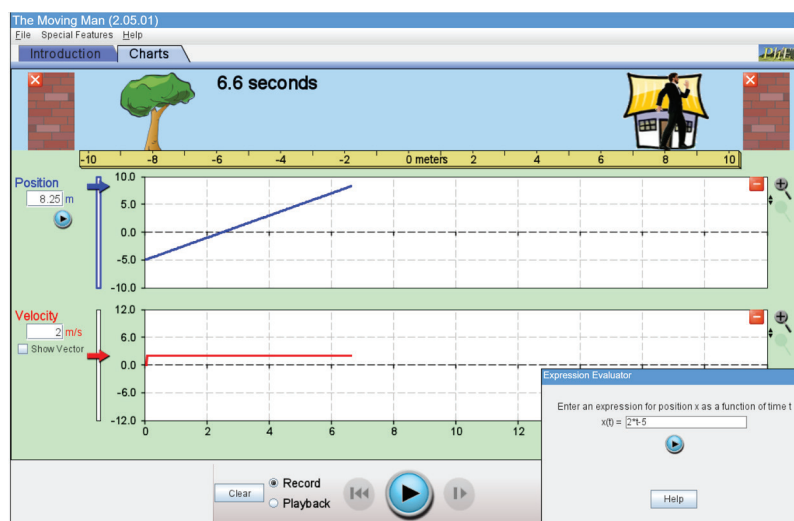 The Moving Man (2.05.01)
File Special Features Help
Introduction Charts
PhET
6.6 seconds
-10 -8 -6 -4 -2 0 meters 2 4 6 8 10
Position
8.25 m
10.0
5.0
0.0
-5.0
-10.0
Velocity
2 m/s
Show Vector
12.0
6.0
0.0
-6.0
-12.0
0 2 4 6 8 10 12
Expression Evaluator
Enter an expression for position x as a function of time t
x(t) = 2*t-5
Help
Clear
Record
Playback